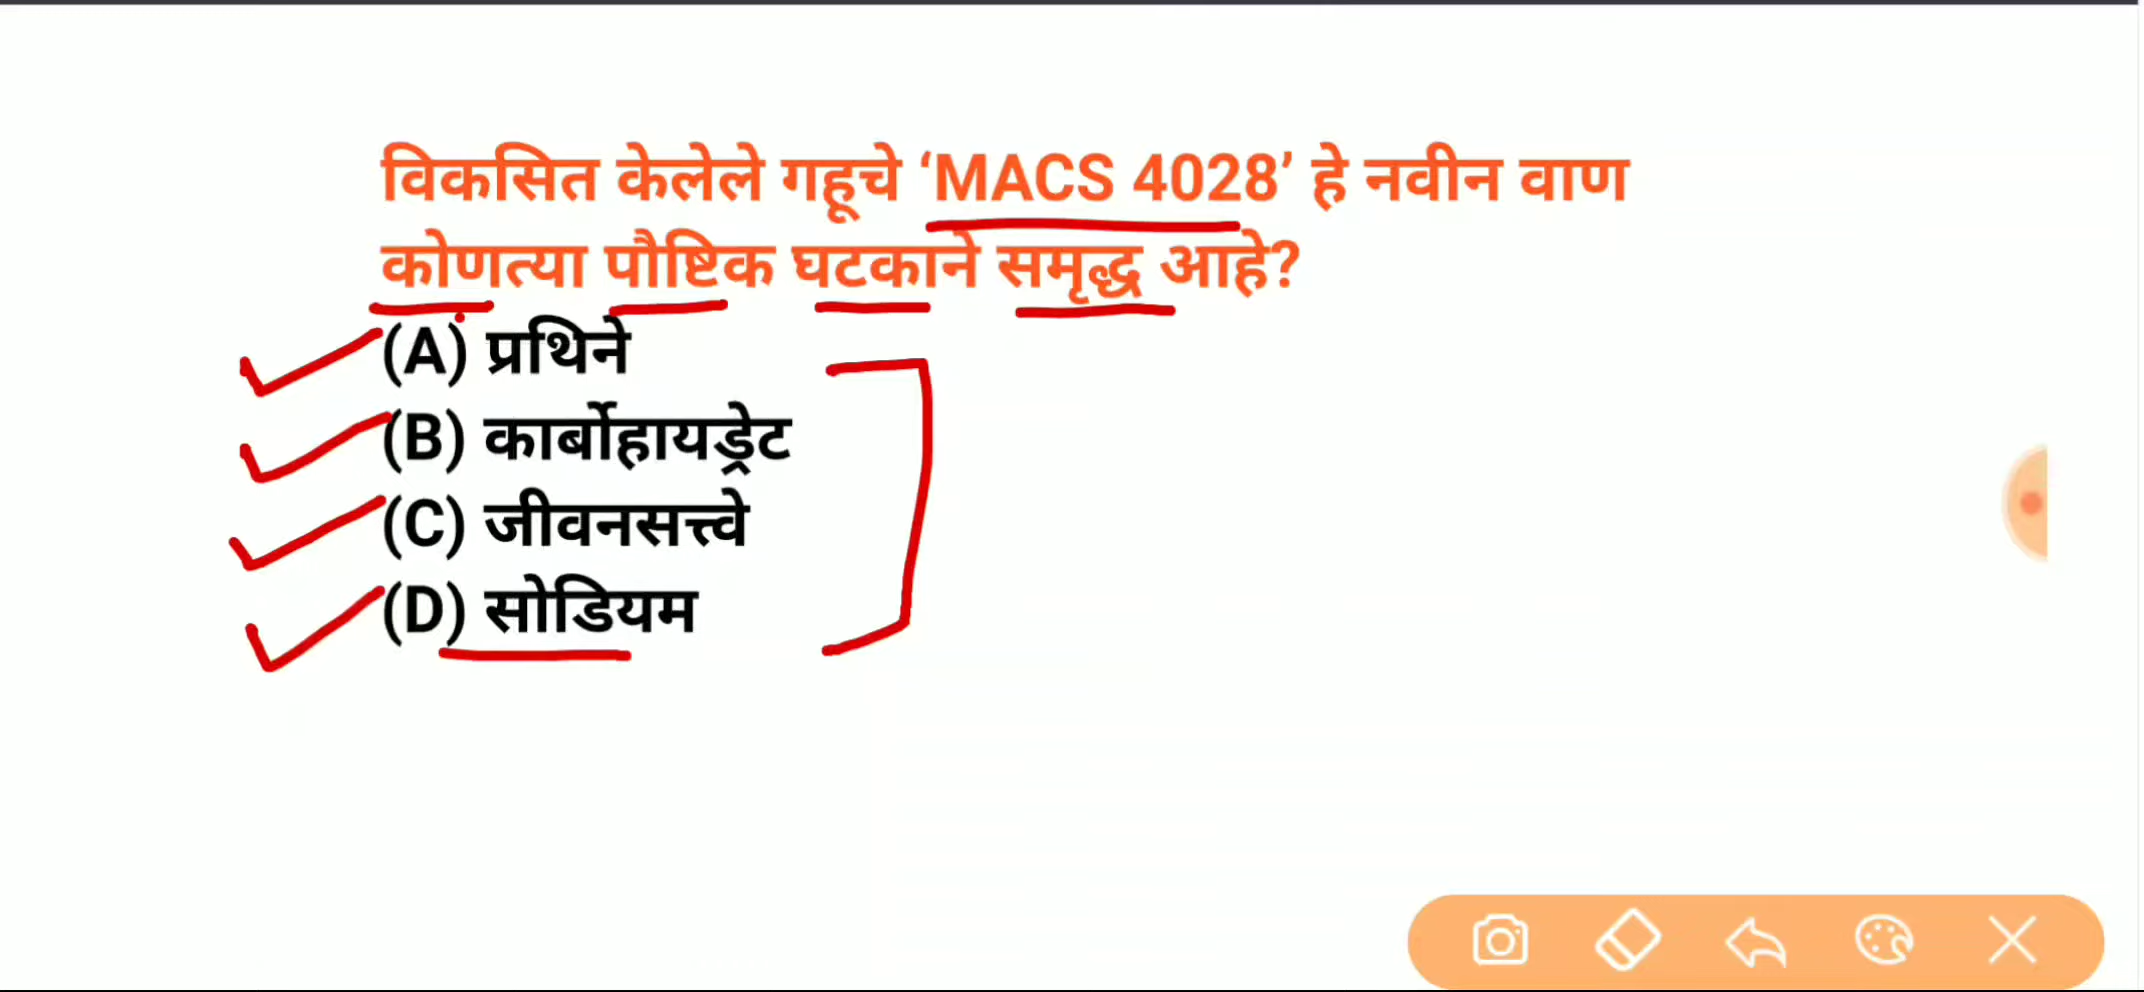 विकसित केलेले गहूचे ‘MACS 4028’ हे नवीन वाण
कोणत्या पौष्टिक घटकाने समृद्ध आहे?
(A) प्रथिने
(B) कार्बोहायड्रेट
(C) जीवनसत्त्वे
(D) सोडियम